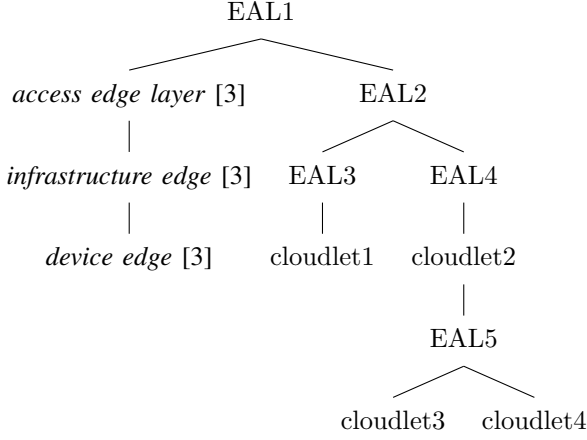 EAL1
access edge layer [3] EAL2
infrastructure edge [3] EAL3 EAL4
device edge [3] cloudlet1 cloudlet2
EAL5
cloudlet3 cloudlet4